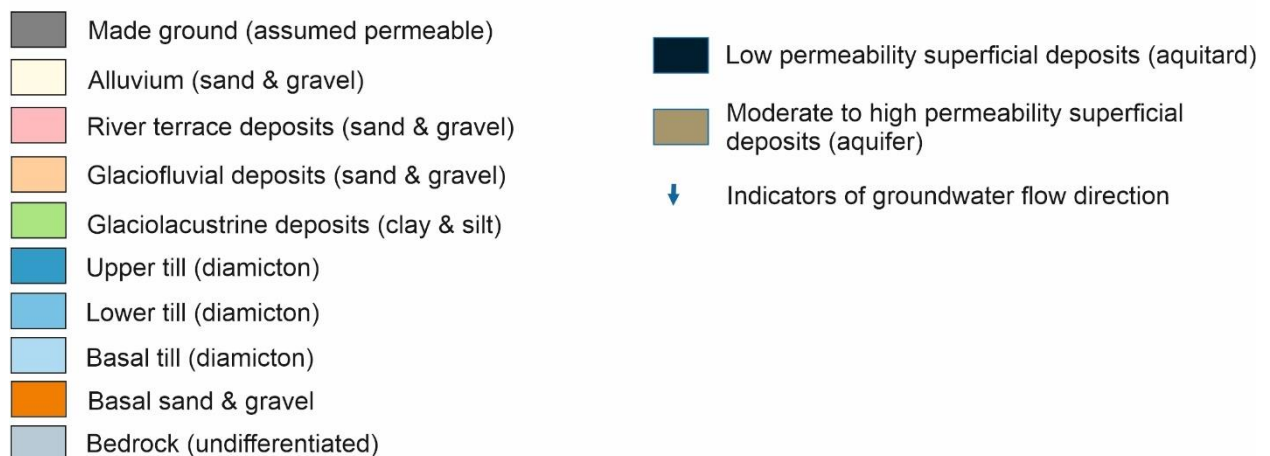 Made ground (assumed permeable)
Alluvium (sand & gravel)
River terrace deposits (sand & gravel)
Glaciofluvial deposits (sand & gravel)
Glaciolacustrine deposits (clay & silt)
Upper till (diamicton)
Lower till (diamicton)
Basal till (diamicton)
Basal sand & gravel
Bedrock (undifferentiated)
Low permeability superficial deposits (aquitard)
Moderate to high permeability superficial
deposits (aquifer)
Indicators of groundwater flow direction